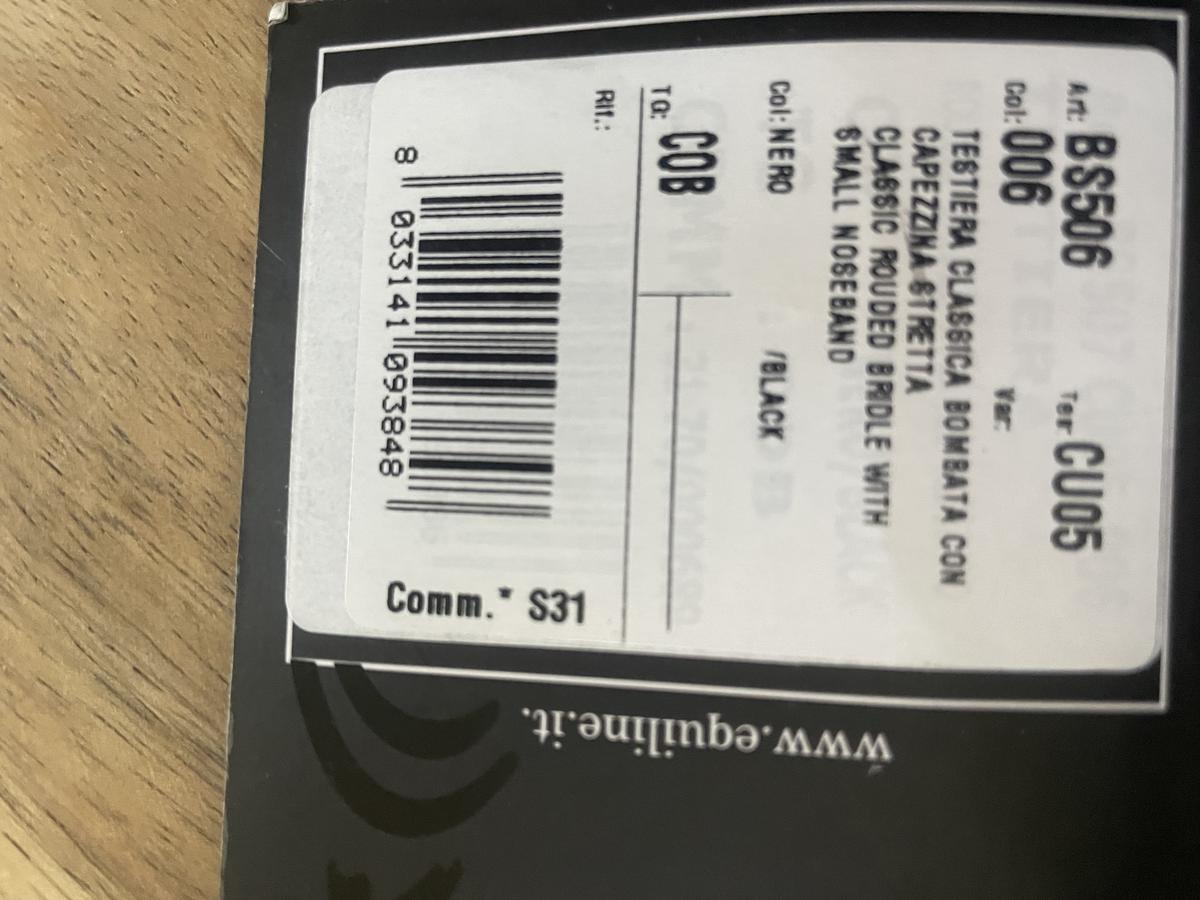 Art: BS506 Ter: CU05
Col: 006 Var:
TESTIERA CLASSICA BOMBATA CON
CAPEZZINA STRETTA
CLASSIC ROUDED BRIDLE WITH
SMALL NOSEBAND
Col: NERO /BLACK
TG: COB
Rif.:
8 033141 093848
Comm.* S31
www.equiline.it.